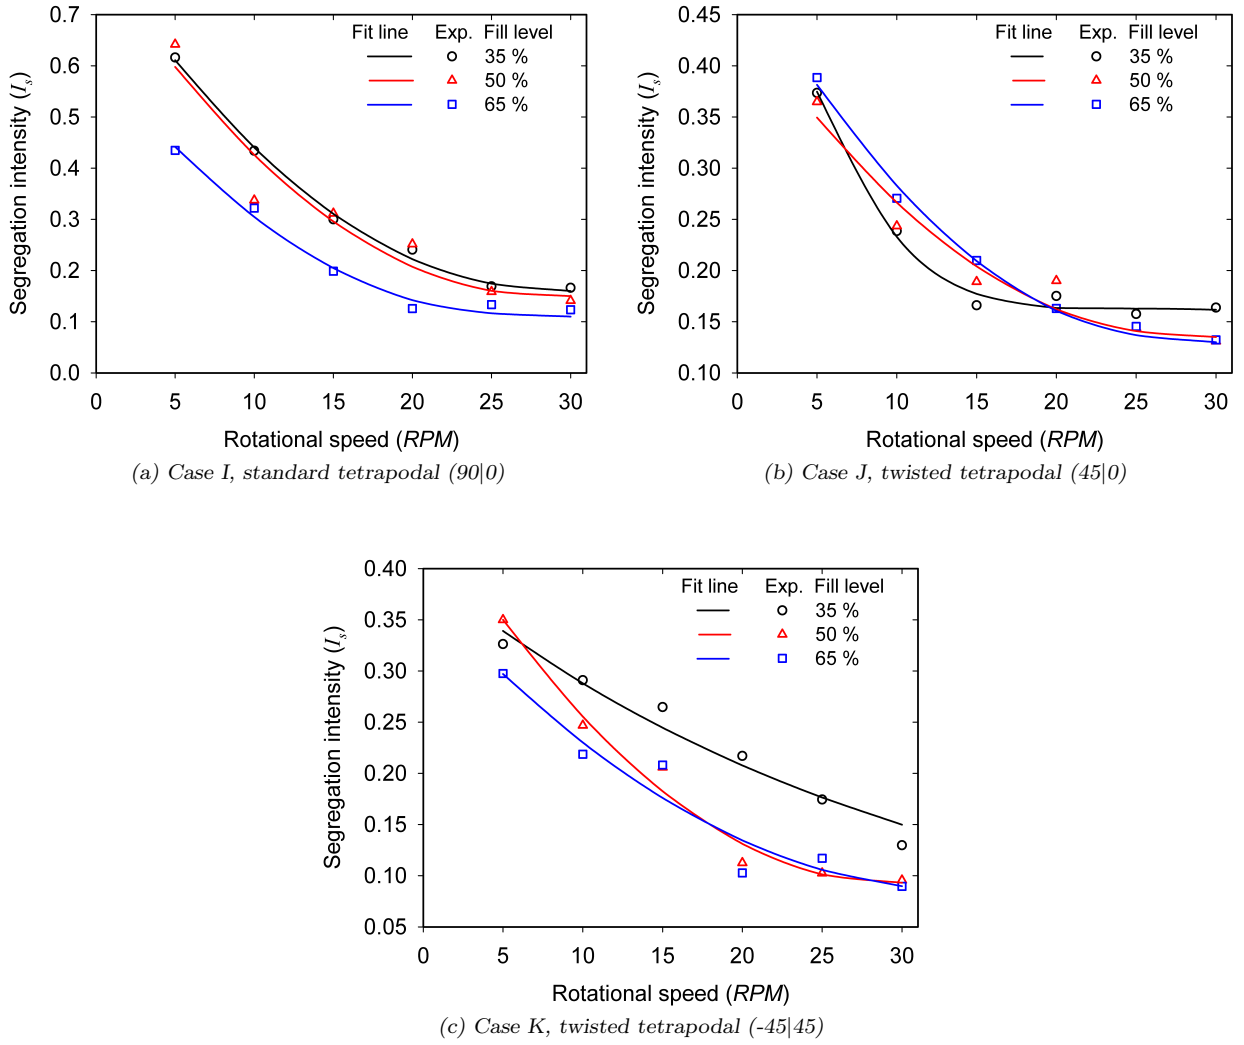 Segregation intensity (Is)
0.7
0.6
0.5
0.4
0.3
0.2
0.1
0.0
Fit line Exp. Fill level
35 %
50 %
65 %
0 5 10 15 20 25 30
Rotational speed (RPM)
(a) Case I, standard tetrapodal (90|0)
Segregation intensity (Is)
0.45
0.40
0.35
0.30
0.25
0.20
0.15
0.10
Fit line Exp. Fill level
35 %
50 %
65 %
0 5 10 15 20 25 30
Rotational speed (RPM)
(b) Case J, twisted tetrapodal (45|0)
Segregation intensity (Is)
0.40
0.35
0.30
0.25
0.20
0.15
0.10
0.05
Fit line Exp. Fill level
35 %
50 %
65 %
0 5 10 15 20 25 30
Rotational speed (RPM)
(c) Case K, twisted tetrapodal (-45|45)